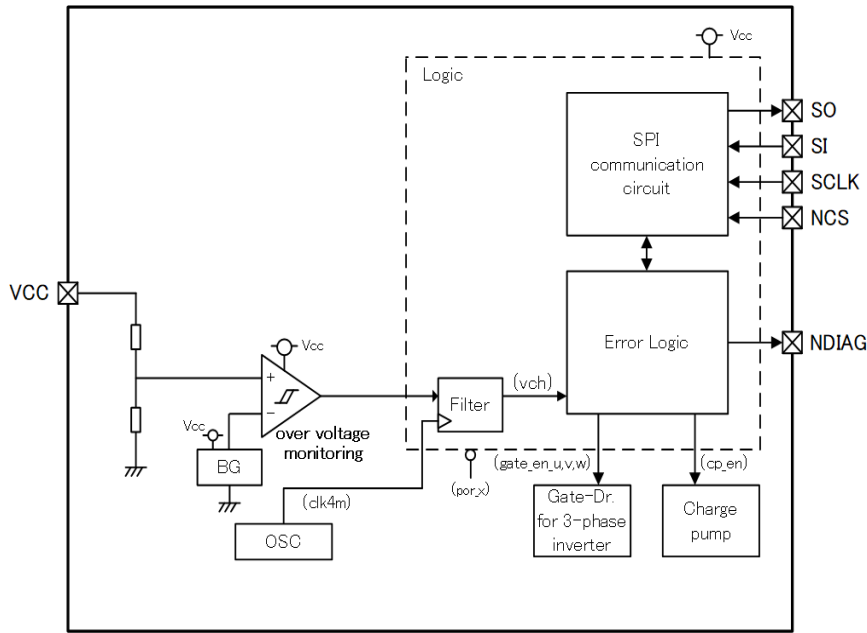 Vcc
Logic
SPI
communication
circuit
SO
SI
SCLK
NCS
VCC
Error Logic
NDIAG
Vcc
+
−
(vch)
Filter
over voltage
monitoring
Vcc
BG
(clk4m)
OSC
(por_x)
(gate_en_u,v,w)
(cp_en)
Gate-Dr.
for 3-phase
inverter
Charge
pump